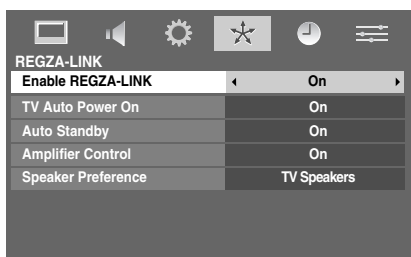 REGZA-LINK
Enable REGZA-LINK On
TV Auto Power On On
Auto Standby On
Amplifier Control On
Speaker Preference TV Speakers